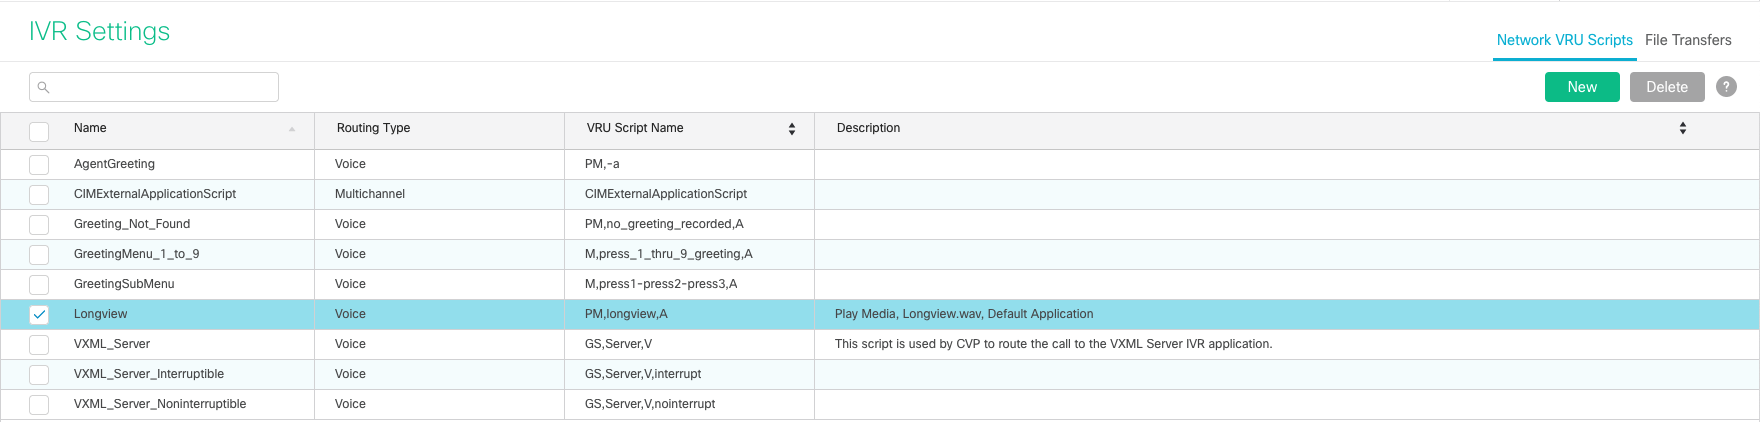 IVR Settings
Network VRU Scripts File Transfers
New Delete ?
Name Routing Type VRU Script Name Description
AgentGreeting Voice PM,-a
CIMExternalApplicationScript Multichannel CIMExternalApplicationScript
Greeting_Not_Found Voice PM,no_greeting_recorded,A
GreetingMenu_1_to_9 Voice M,press_1_thru_9_greeting,A
GreetingSubMenu Voice M,press1-press2-press3,A
Longview Voice PM,longview,A Play Media, Longview.wav, Default Application
VXML_Server Voice GS,Server,V This script is used by CVP to route the call to the VXML Server IVR application.
VXML_Server_Interruptible Voice GS,Server,V,interrupt
VXML_Server_Noninterruptible Voice GS,Server,V,nointerrupt